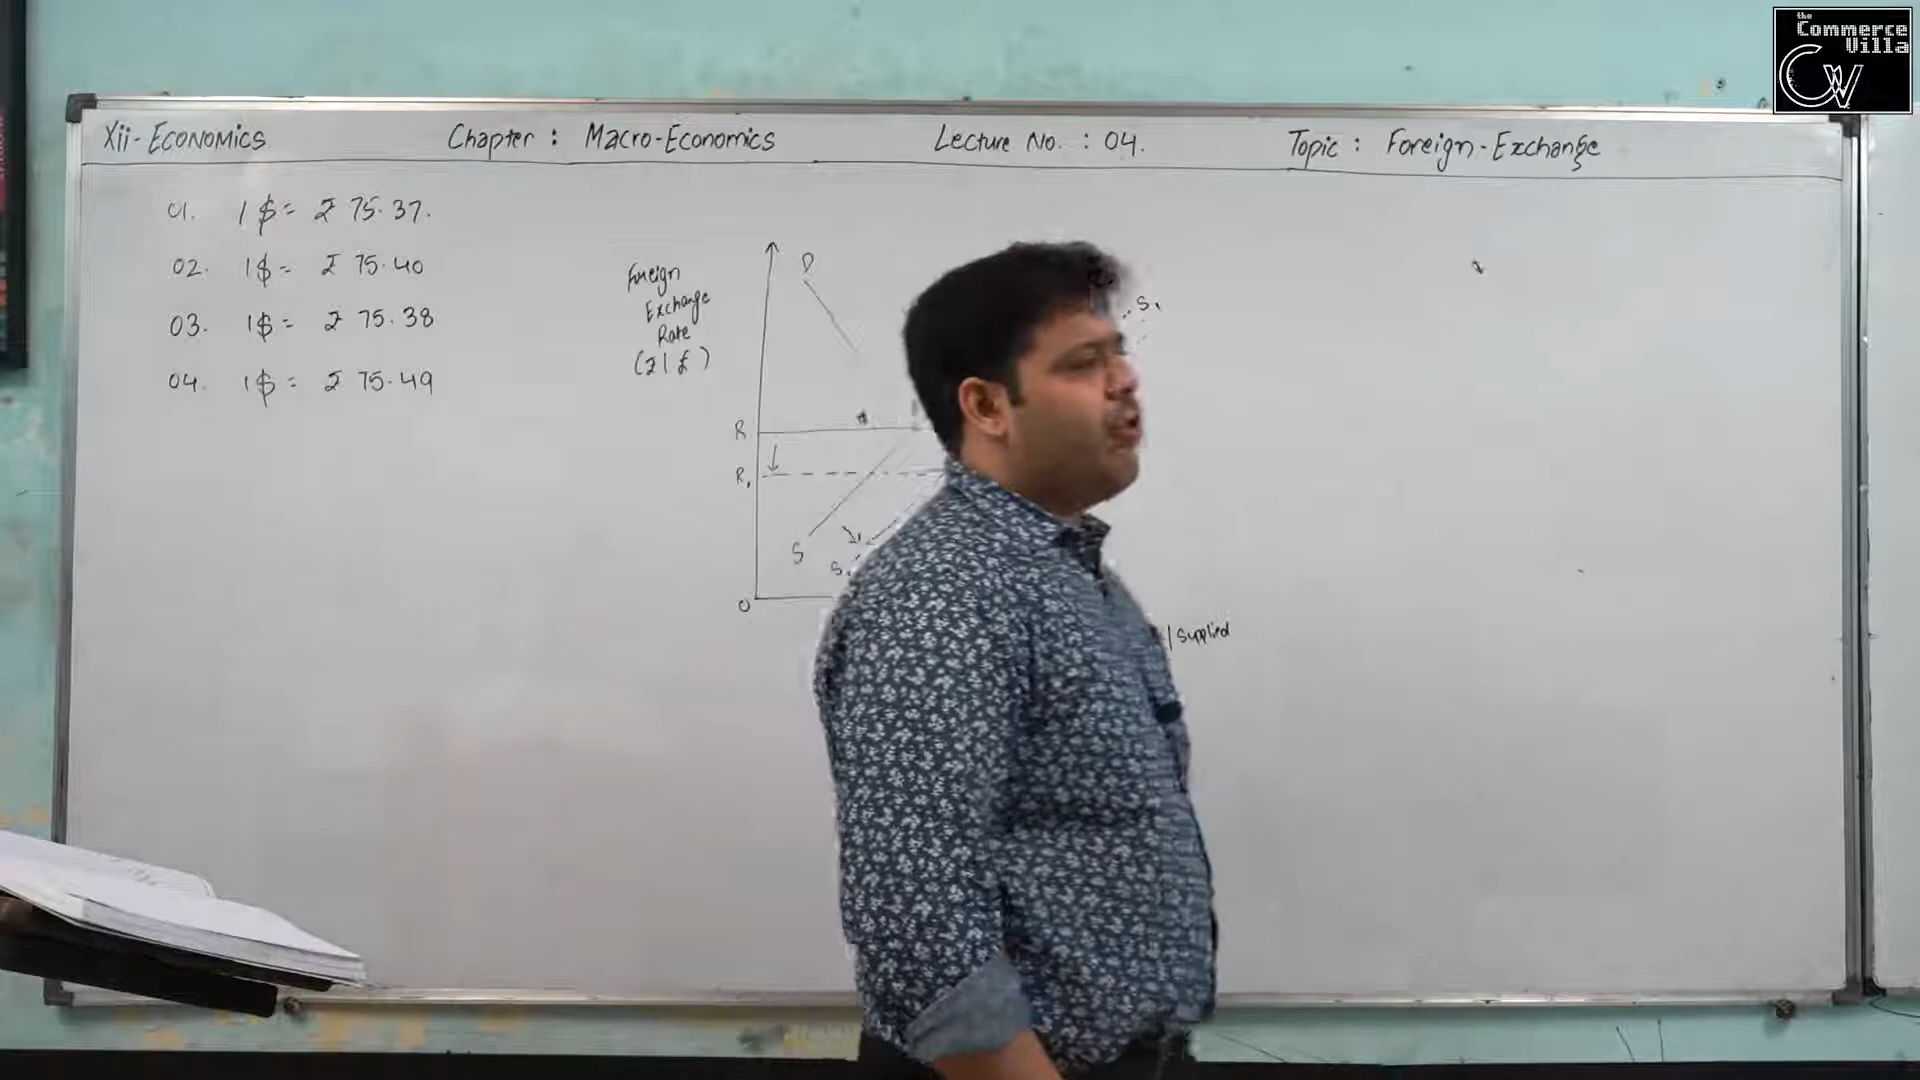 the
Commerce
Villa
CV
Xii-Economics Chapter : Macro-Economics Lecture No. : 04. Topic : Foreign-Exchange
01. 1$ = ₹ 75.37.
02. 1$ = ₹ 75.40
03. 1$ = ₹ 75.38
04. 1$ = ₹ 75.49
Foreign
Exchange
Rate
(₹/£)
D
S₁
R
R₁
S
S₁
O
/ Supplied